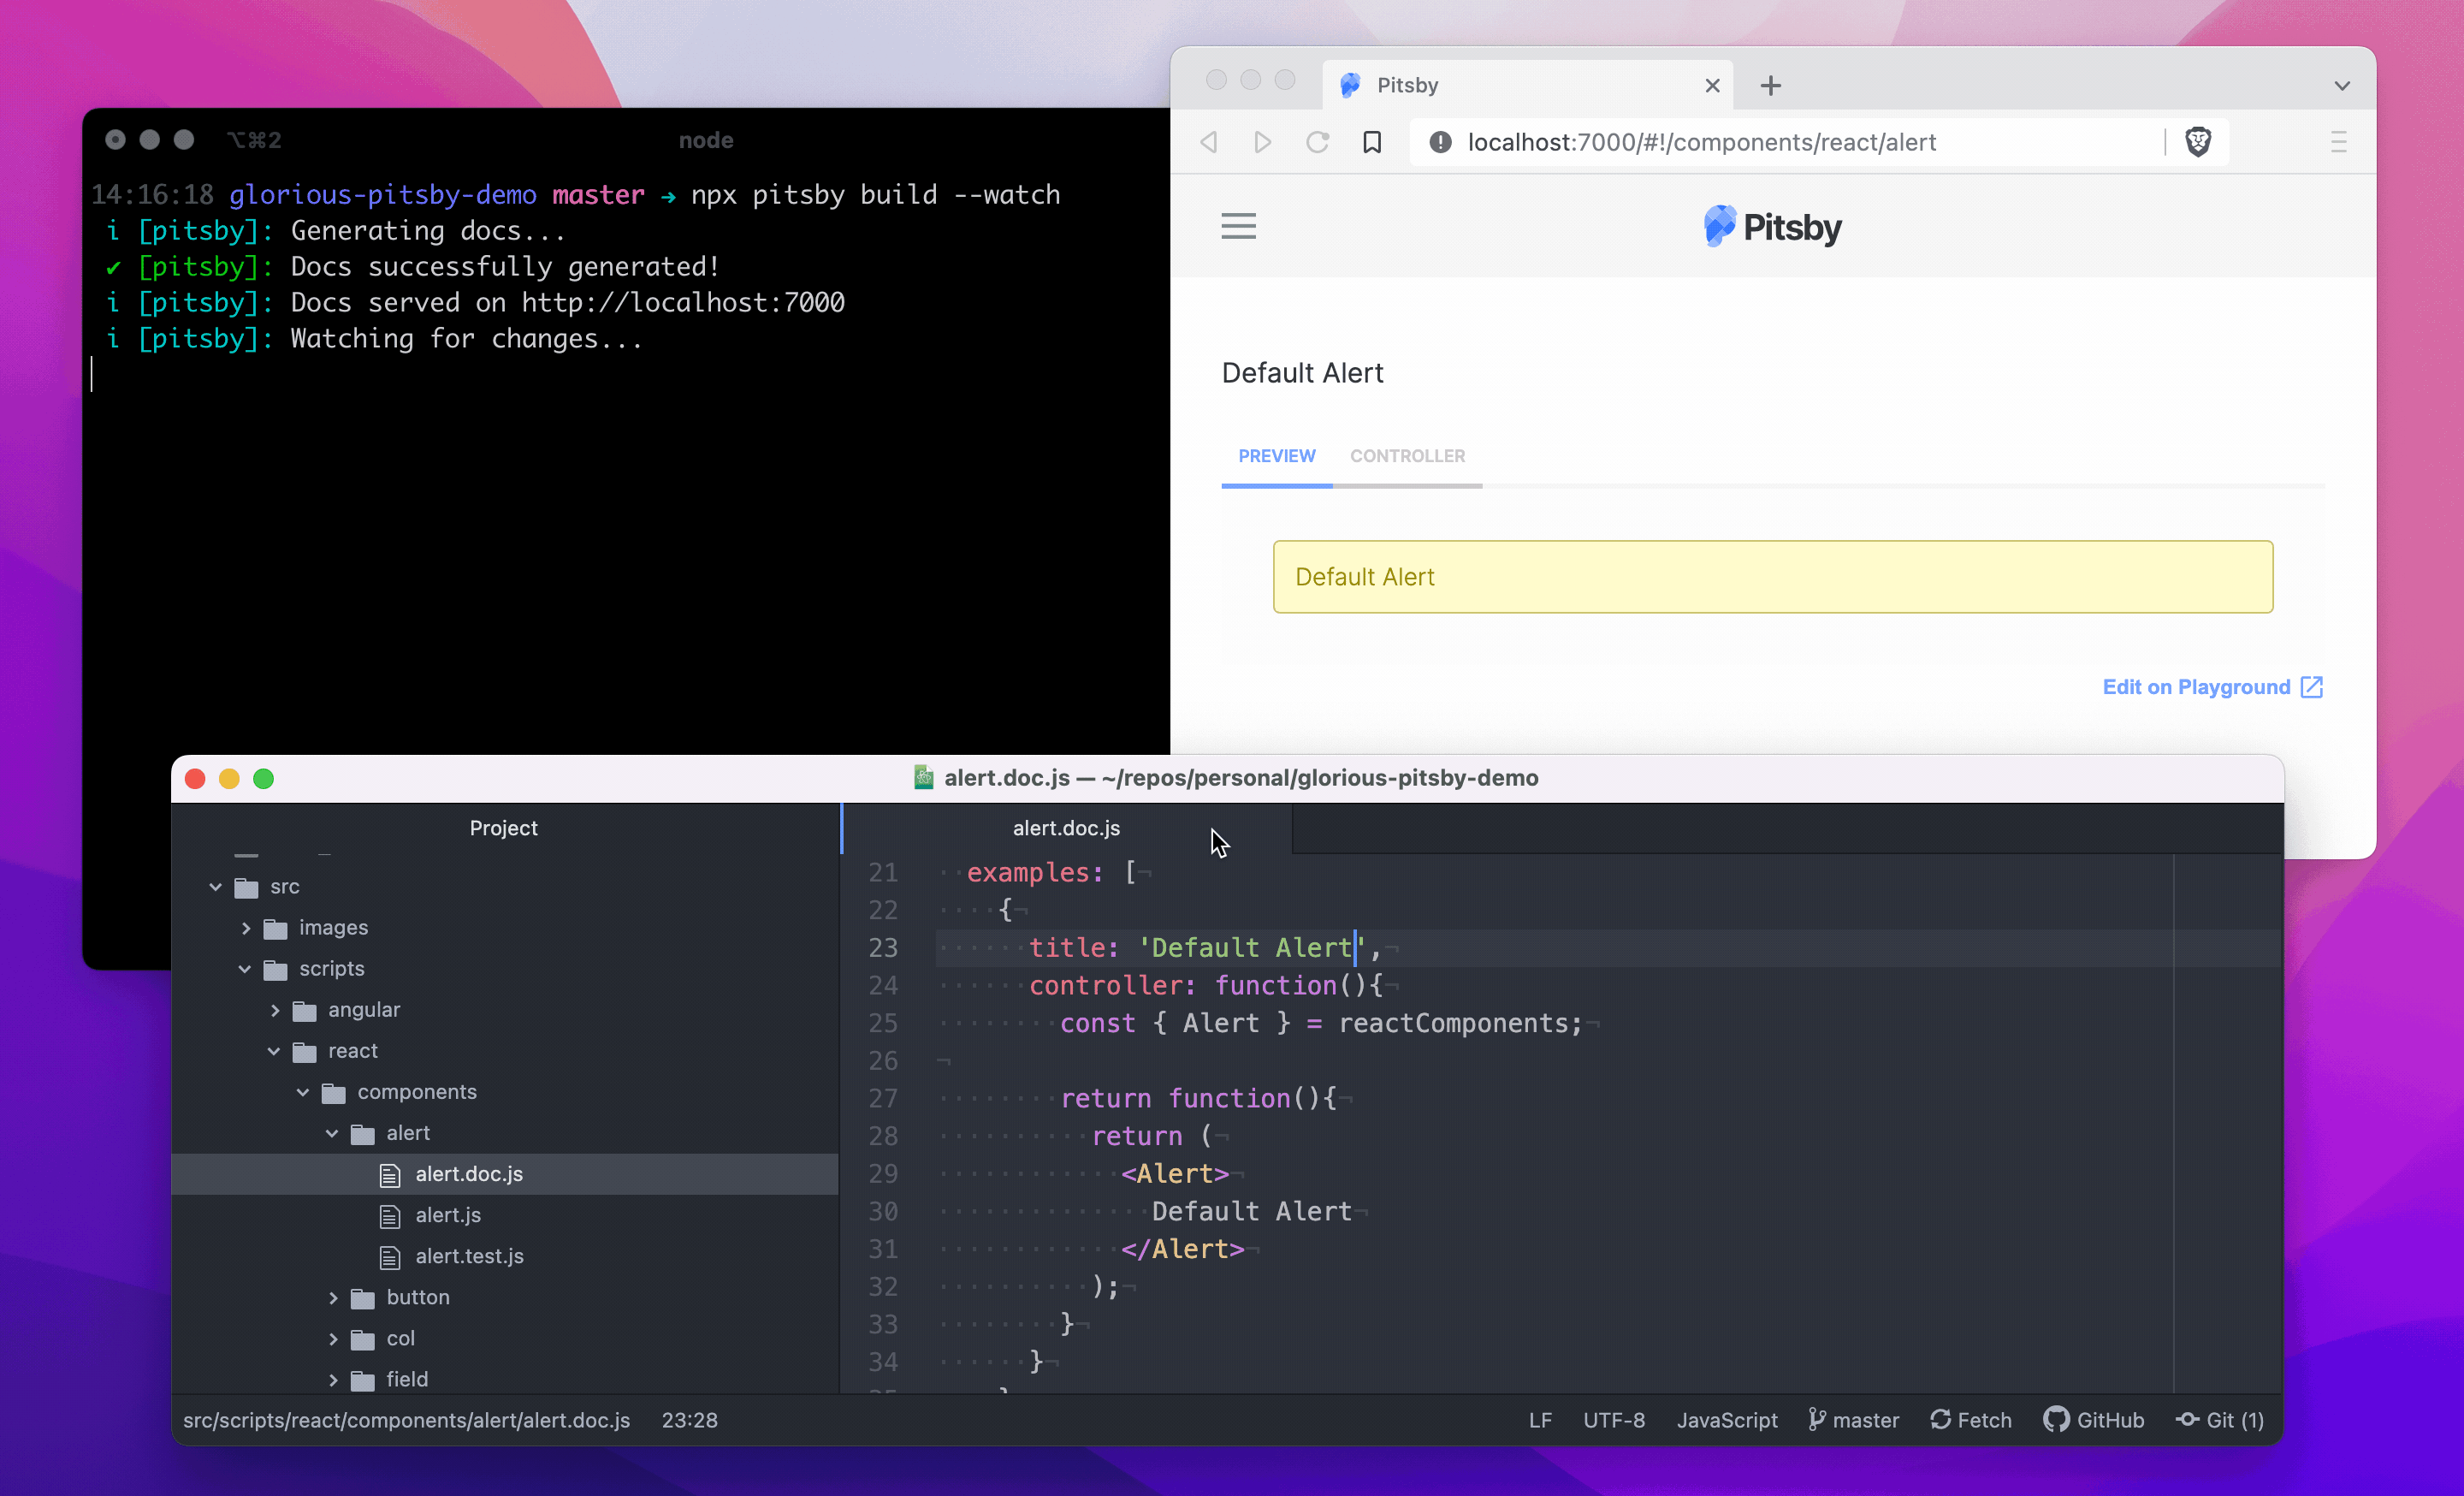 ⌥⌘2 node
14:16:18 glorious-pitsby-demo master → npx pitsby build --watch
i [pitsby]: Generating docs...
✔ [pitsby]: Docs successfully generated!
i [pitsby]: Docs served on http://localhost:7000
i [pitsby]: Watching for changes...
Pitsby
localhost:7000/#!/components/react/alert
Pitsby
Default Alert
PREVIEW CONTROLLER
Default Alert
Edit on Playground
alert.doc.js — ~/repos/personal/glorious-pitsby-demo
Project
src
images
scripts
angular
react
components
alert
alert.doc.js
alert.js
alert.test.js
button
col
field
alert.doc.js
21 examples: [
22 {
23 title: 'Default Alert',
24 controller: function(){
25 const { Alert } = reactComponents;
26
27 return function(){
28 return (
29 <Alert>
30 Default Alert
31 </Alert>
32 );
33 }
34 }
src/scripts/react/components/alert/alert.doc.js 23:28 LF UTF-8 JavaScript master Fetch GitHub Git (1)